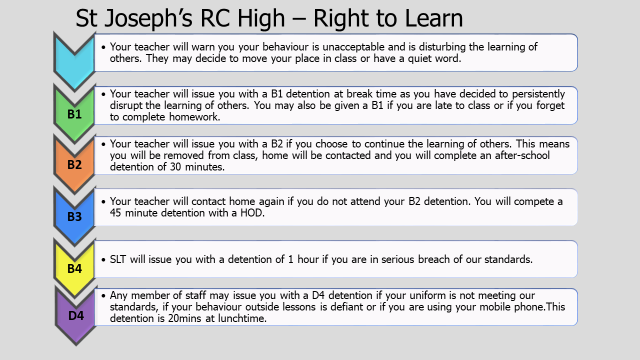 St Joseph's RC High – Right to Learn
• Your teacher will warn you your behaviour is unacceptable and is disturbing the learning of
others. They may decide to move your place in class or have a quiet word.
B1
• Your teacher will issue you with a B1 detention at break time as you have decided to persistently
disrupt the learning of others. You may also be given a B1 if you are late to class or if you forget
to complete homework.
B2
• Your teacher will issue you with a B2 if you choose to continue the learning of others. This means
you will be removed from class, home will be contacted and you will complete an after-school
detention of 30 minutes.
B3
• Your teacher will contact home again if you do not attend your B2 detention. You will compete a
45 minute detention with a HOD.
B4
• SLT will issue you with a detention of 1 hour if you are in serious breach of our standards.
D4
• Any member of staff may issue you with a D4 detention if your uniform is not meeting our
standards, if your behaviour outside lessons is defiant or if you are using your mobile phone.This
detention is 20mins at lunchtime.